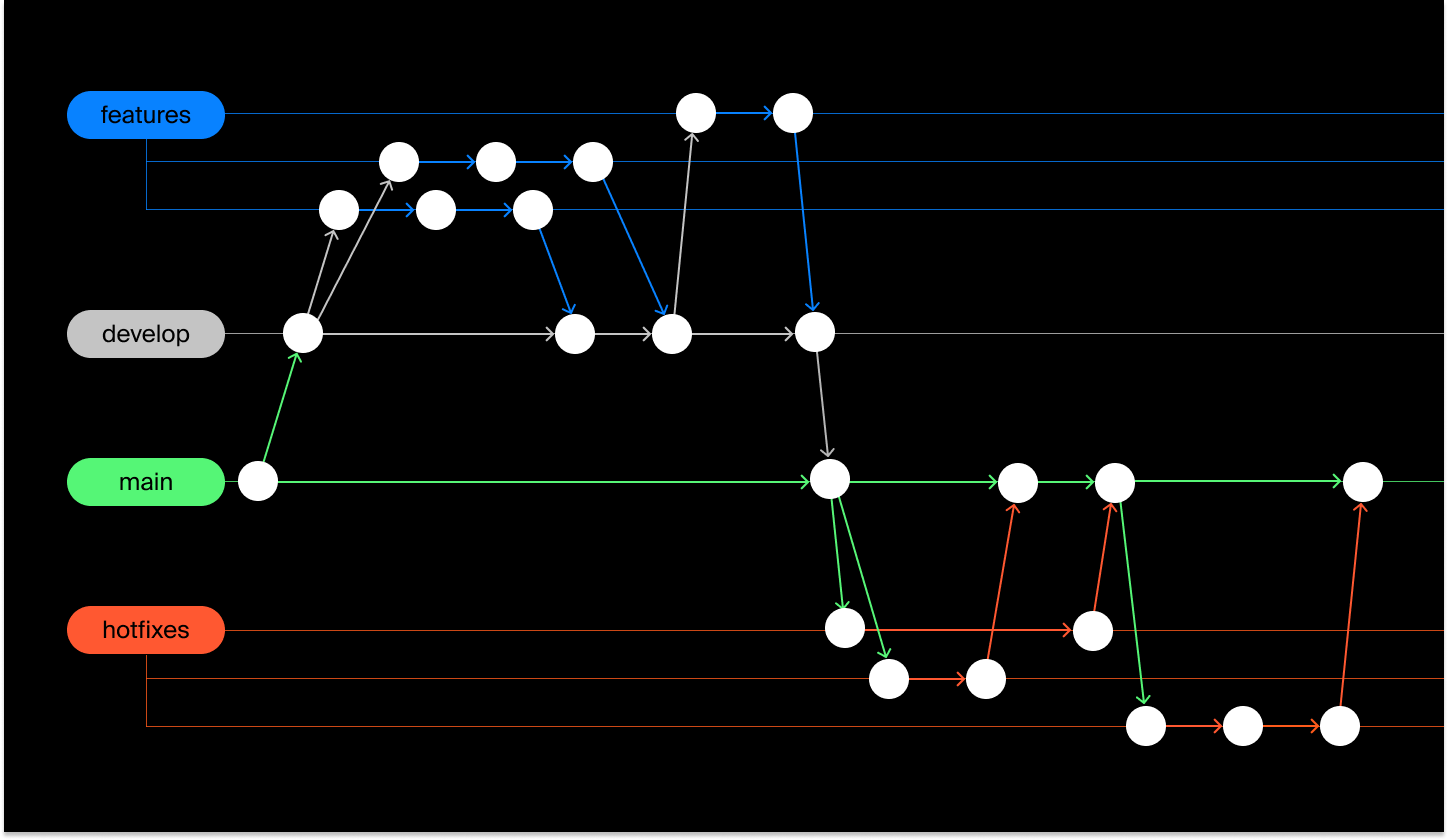 features
develop
main
hotfixes